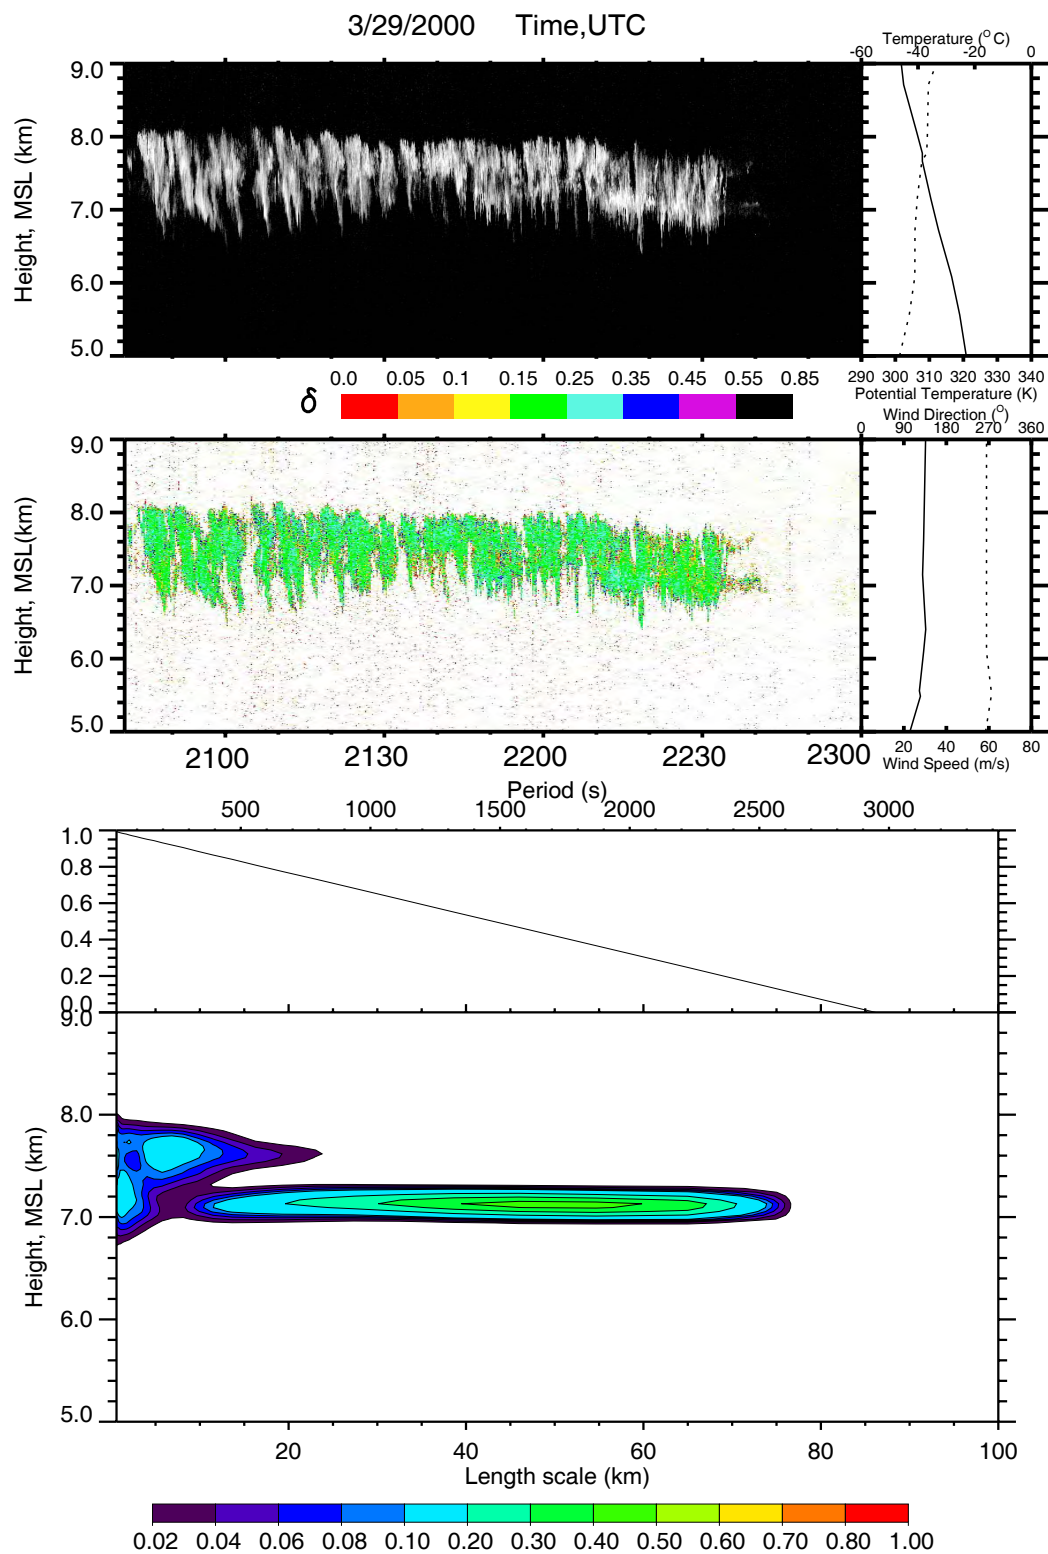 3/29/2000 Time,UTC
Temperature (°C)
-60 -40 -20 0
9.0
8.0
7.0
6.0
5.0
Height, MSL (km)
290 300 310 320 330 340
Potential Temperature (K)
δ 0.0 0.05 0.1 0.15 0.25 0.35 0.45 0.55 0.85
Wind Direction (°)
0 90 180 270 360
9.0
8.0
7.0
6.0
5.0
Height, MSL(km)
2100 2130 2200 2230 2300
20 40 60 80
Wind Speed (m/s)
Period (s)
500 1000 1500 2000 2500 3000
1.0
0.8
0.6
0.4
0.2
0.0
9.0
8.0
7.0
6.0
5.0
Height, MSL (km)
20 40 60 80 100
Length scale (km)
0.02 0.04 0.06 0.08 0.10 0.20 0.30 0.40 0.50 0.60 0.70 0.80 1.00